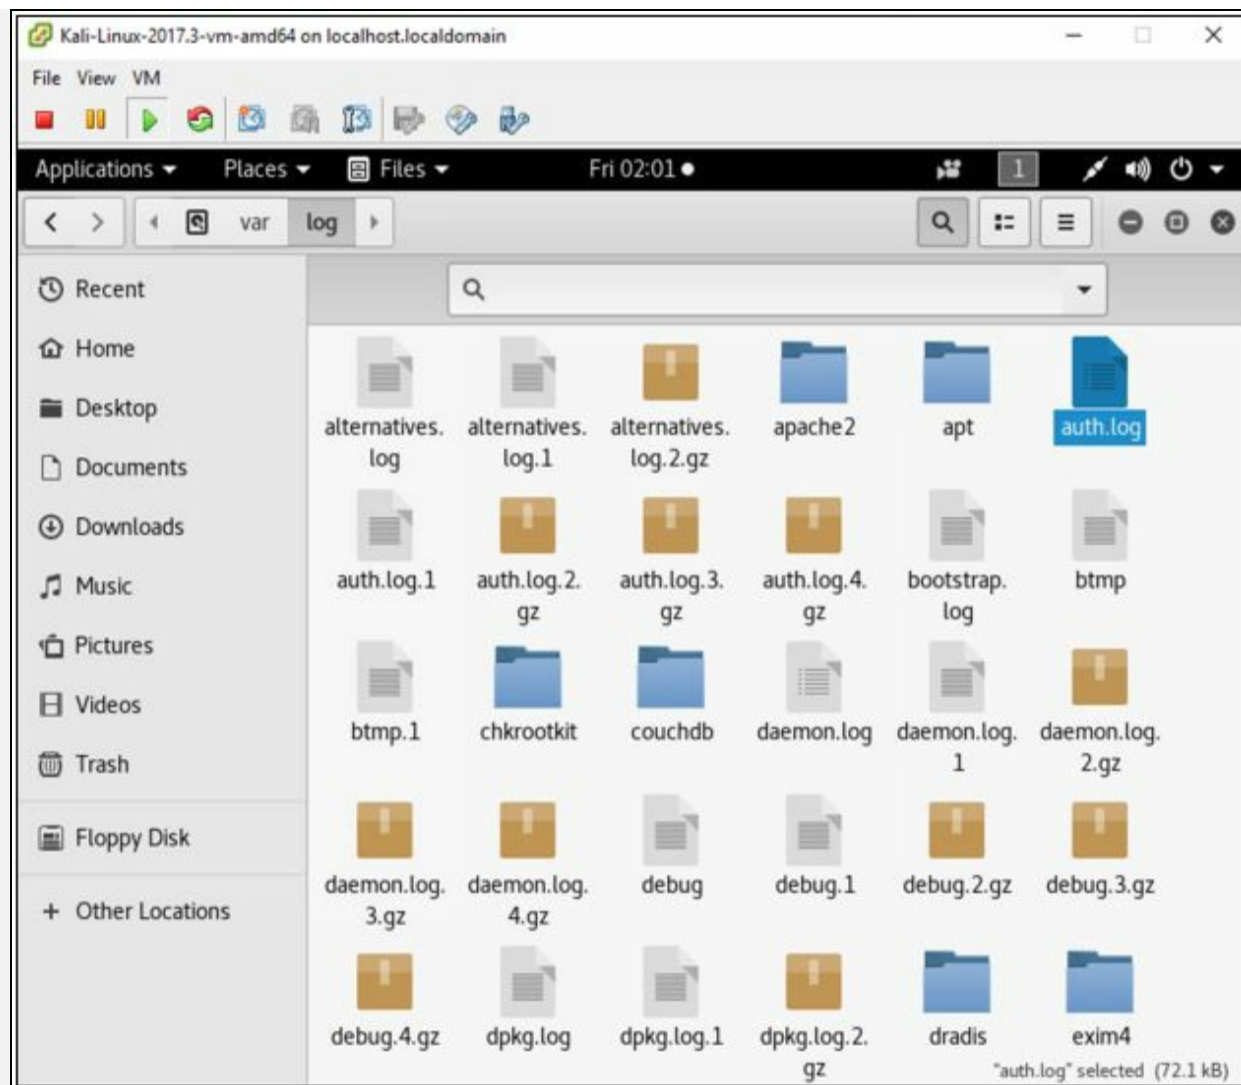 Kali-Linux-2017.3-vm-amd64 on localhost.localdomain
File View VM
Applications Places Files Fri 02:01 1
var log
Recent
Home
Desktop
Documents
Downloads
Music
Pictures
Videos
Trash
Floppy Disk
+ Other Locations
alternatives. alternatives. alternatives. apache2 apt auth.log
log log.1 log.2.gz
auth.log.1 auth.log.2. auth.log.3. auth.log.4. bootstrap. btmp
gz gz gz log
btmp.1 chkrootkit couchdb daemon.log daemon.log. daemon.log.
1 2.gz
daemon.log. daemon.log. debug debug.1 debug.2.gz debug.3.gz
3.gz 4.gz
debug.4.gz dpkg.log dpkg.log.1 dpkg.log.2. dradis exim4
gz
"auth.log" selected (72.1 kB)